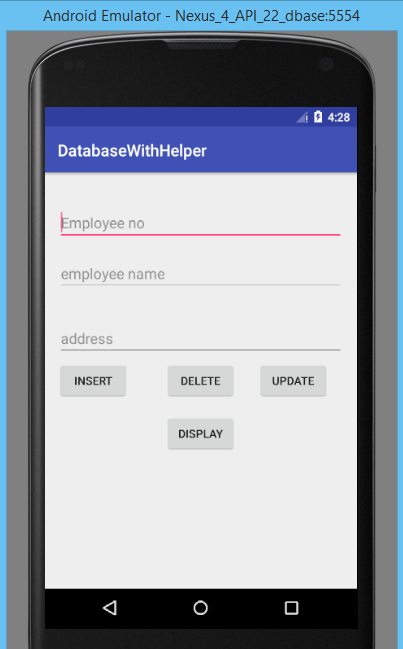 Android Emulator - Nexus_4_API_22_dbase:5554
4:28
DatabaseWithHelper
Employee no
employee name
address
INSERT DELETE UPDATE
DISPLAY